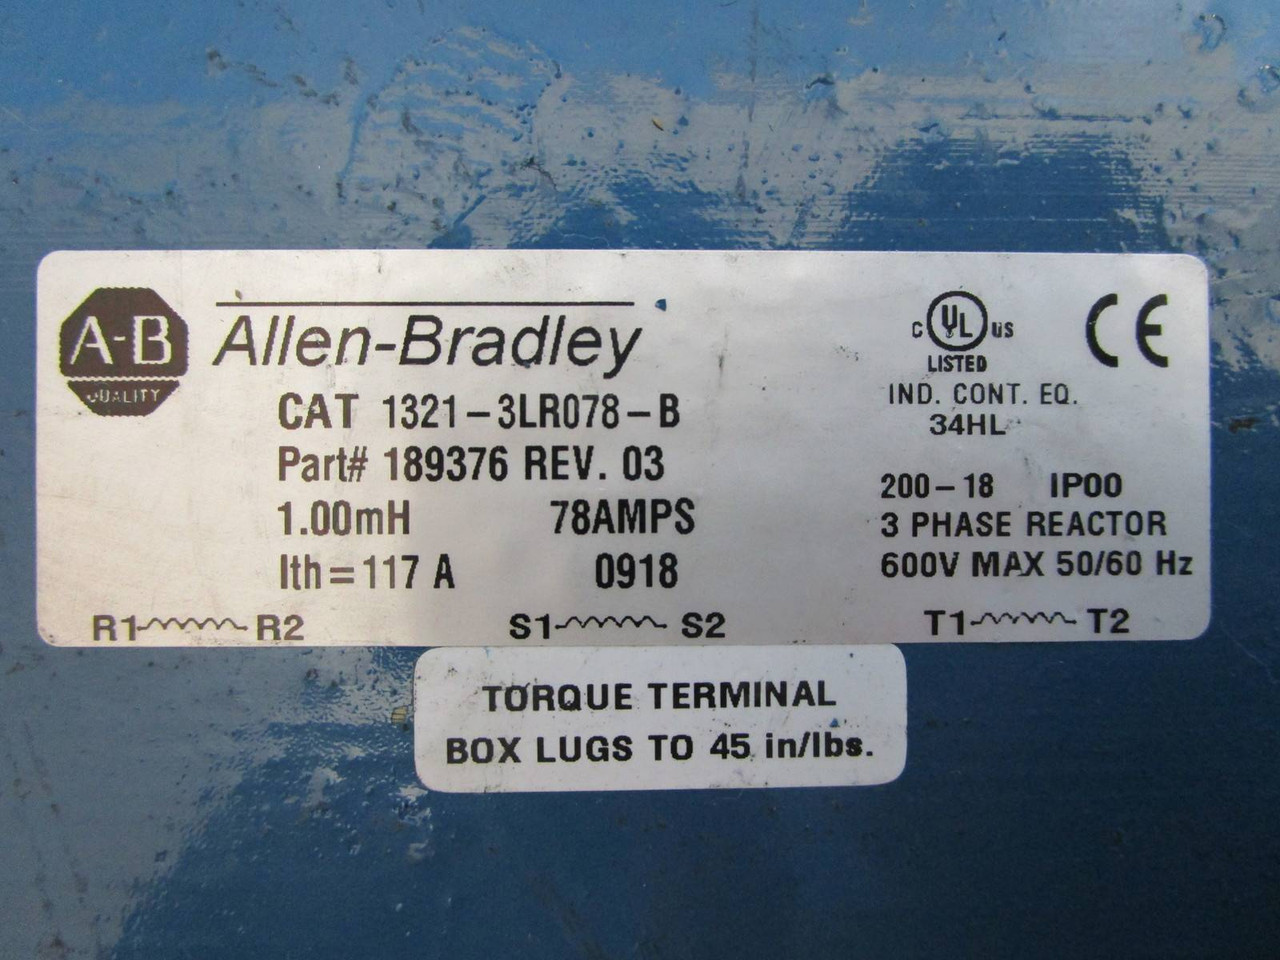 A-B
QUALITY
Allen-Bradley
CAT 1321-3LR078-B
Part# 189376 REV. 03
1.00mH 78AMPS
Ith=117 A 0918
R1 R2 S1 S2 T1 T2
C UL US
LISTED
IND. CONT. EQ.
34HL
CE
200-18 IP00
3 PHASE REACTOR
600V MAX 50/60 Hz
TORQUE TERMINAL
BOX LUGS TO 45 in/lbs.